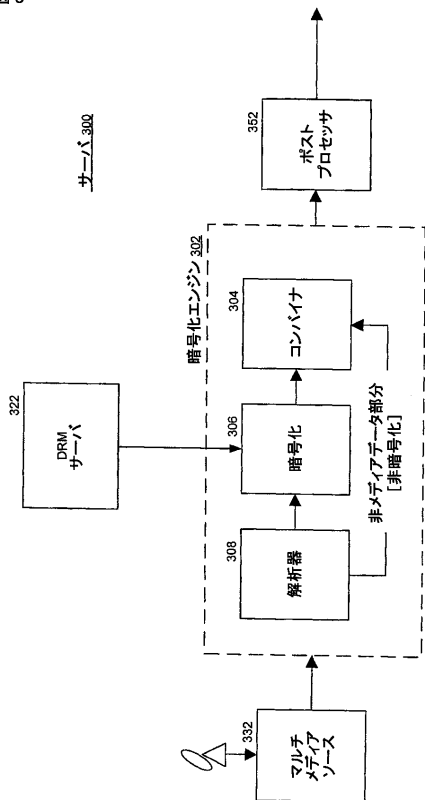 サーバ 300
322
DRM
サーバ
暗号化エンジン 302
332
マルチ
メディア
ソース
308
解析器
306
暗号化
304
コンバイナ
非メディアデータ部分
[非暗号化]
352
ポスト
プロセッサ